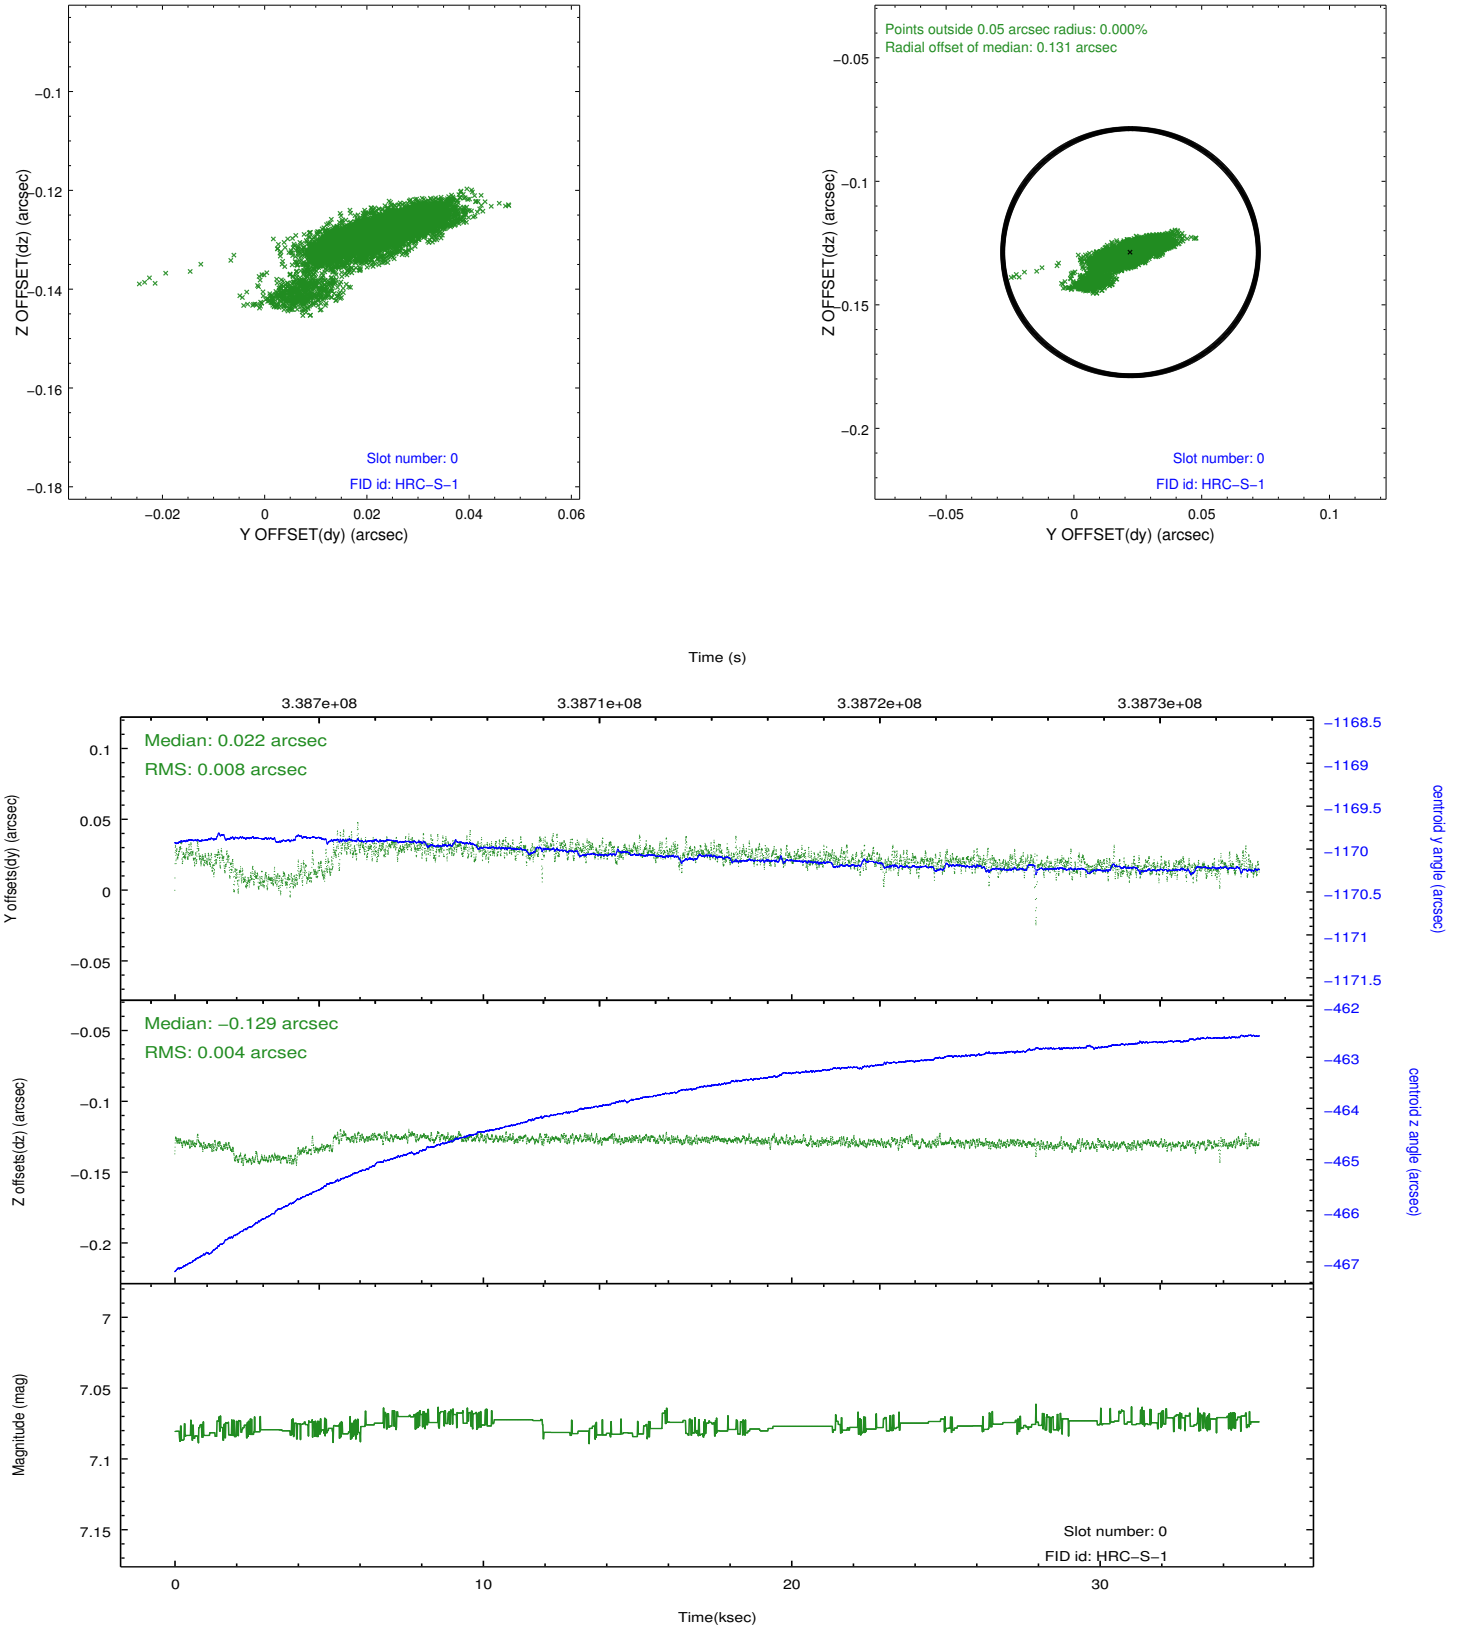 −0.1
−0.12
−0.14
−0.16
−0.18
Z OFFSET(dz) (arcsec)
Slot number: 0
FID id: HRC−S−1
−0.02
0
0.02
0.04
0.06
Y OFFSET(dy) (arcsec)
Points outside 0.05 arcsec radius: 0.000%
Radial offset of median: 0.131 arcsec
−0.05
−0.1
−0.15
−0.2
Z OFFSET(dz) (arcsec)
Slot number: 0
FID id: HRC−S−1
−0.05
0
0.05
0.1
Y OFFSET(dy) (arcsec)
Time (s)
3.387e+08
3.3871e+08
3.3872e+08
3.3873e+08
Median: 0.022 arcsec
RMS: 0.008 arcsec
0.1
0.05
0
−0.05
Y offsets(dy) (arcsec)
−1168.5
−1169
−1169.5
−1170
−1170.5
−1171
−1171.5
centroid y angle (arcsec)
Median: −0.129 arcsec
RMS: 0.004 arcsec
−0.05
−0.1
−0.15
−0.2
Z offsets(dz) (arcsec)
−462
−463
−464
−465
−466
−467
centroid z angle (arcsec)
7
7.05
7.1
7.15
Magnitude (mag)
Slot number: 0
FID id: HRC−S−1
0
10
20
30
Time(ksec)